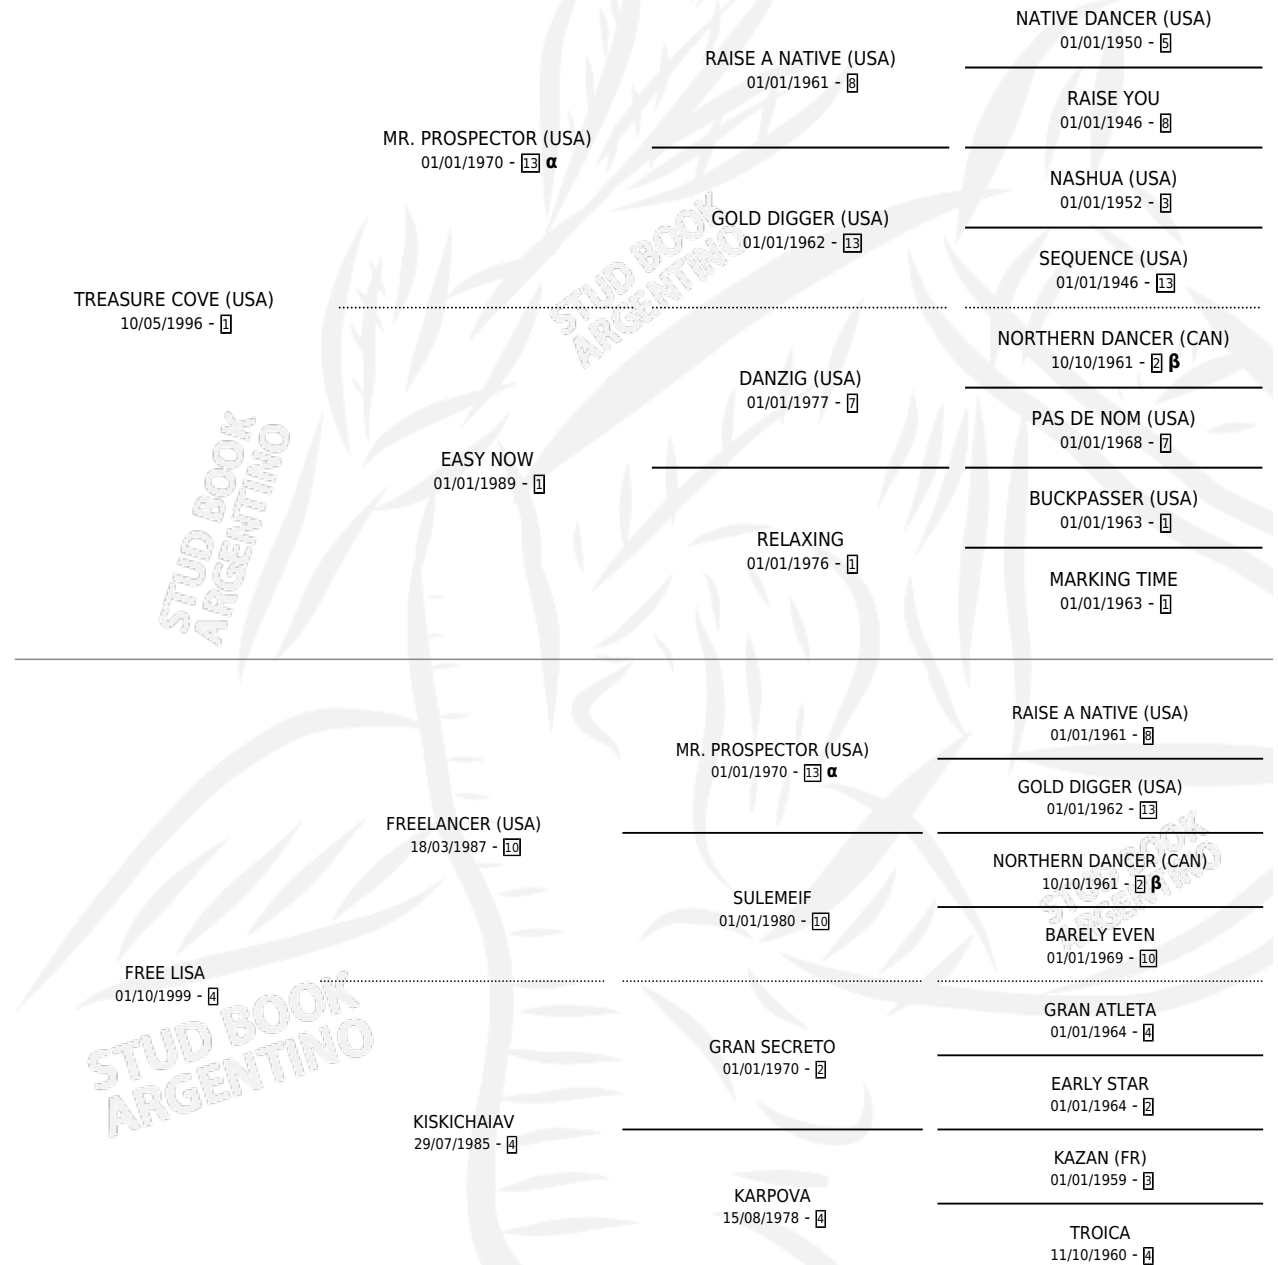 NATIVE DANCER (USA)
01/01/1950 - 5
RAISE A NATIVE (USA)
01/01/1961 - 8
RAISE YOU
01/01/1946 - 8
MR. PROSPECTOR (USA)
01/01/1970 - 13 α
NASHUA (USA)
01/01/1952 - 3
GOLD DIGGER (USA)
01/01/1962 - 13
SEQUENCE (USA)
01/01/1946 - 13
TREASURE COVE (USA)
10/05/1996 - 1
STUD BOOK
ARGENTINO
NORTHERN DANCER (CAN)
10/10/1961 - 2 β
DANZIG (USA)
01/01/1977 - 7
PAS DE NOM (USA)
01/01/1968 - 7
EASY NOW
01/01/1989 - 1
BUCKPASSER (USA)
01/01/1963 - 1
RELAXING
01/01/1976 - 1
MARKING TIME
01/01/1963 - 1
STUD BOOK
ARGENTINO
RAISE A NATIVE (USA)
01/01/1961 - 8
MR. PROSPECTOR (USA)
01/01/1970 - 13 α
GOLD DIGGER (USA)
01/01/1962 - 13
FREELANCER (USA)
18/03/1987 - 10
NORTHERN DANCER (CAN)
10/10/1961 - 2 β
SULEMEIF
01/01/1980 - 10
BARELY EVEN
01/01/1969 - 10
STUD BOOK
ARGENTINO
FREE LISA
01/10/1999 - 4
STUD BOOK
ARGENTINO
GRAN ATLETA
01/01/1964 - 4
GRAN SECRETO
01/01/1970 - 2
EARLY STAR
01/01/1964 - 2
KISKICHAIAV
29/07/1985 - 4
KAZAN (FR)
01/01/1959 - 3
KARPOVA
15/08/1978 - 4
TROICA
11/10/1960 - 4